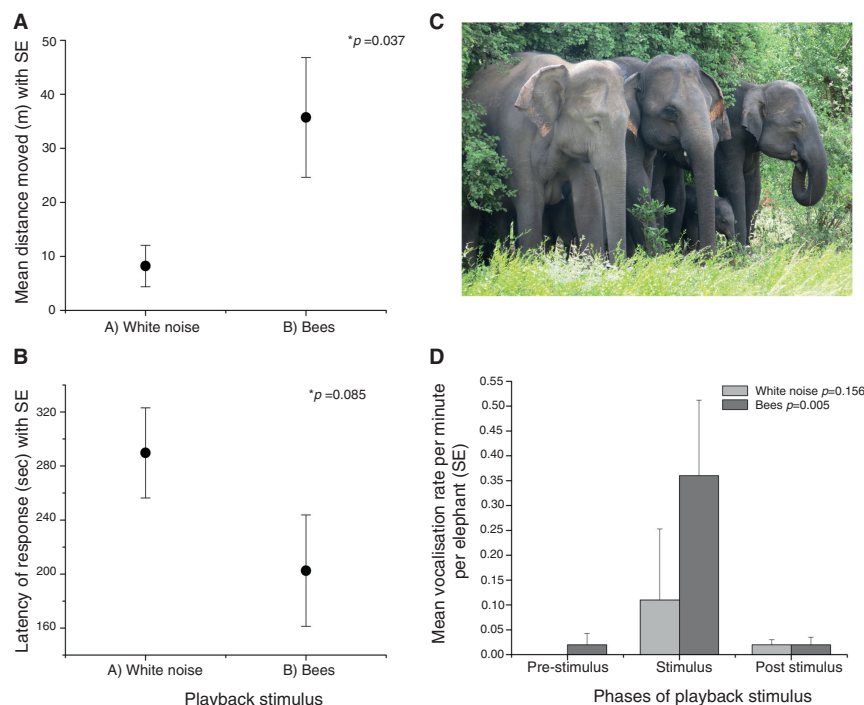 A
*p=0.037
Mean distance moved (m) with SE
50
40
30
20
10
0
A) White noise
B) Bees
B
*p =0.085
Latency of response (sec) with SE
320
280
240
200
160
A) White noise
B) Bees
Playback stimulus
C
D
White noise p=0.156
Bees p=0.005
Mean vocalisation rate per minute
per elephant (SE)
0.55
0.50
0.45
0.40
0.35
0.30
0.25
0.20
0.15
0.10
0.05
0.00
Pre-stimulus
Stimulus
Post stimulus
Phases of playback stimulus